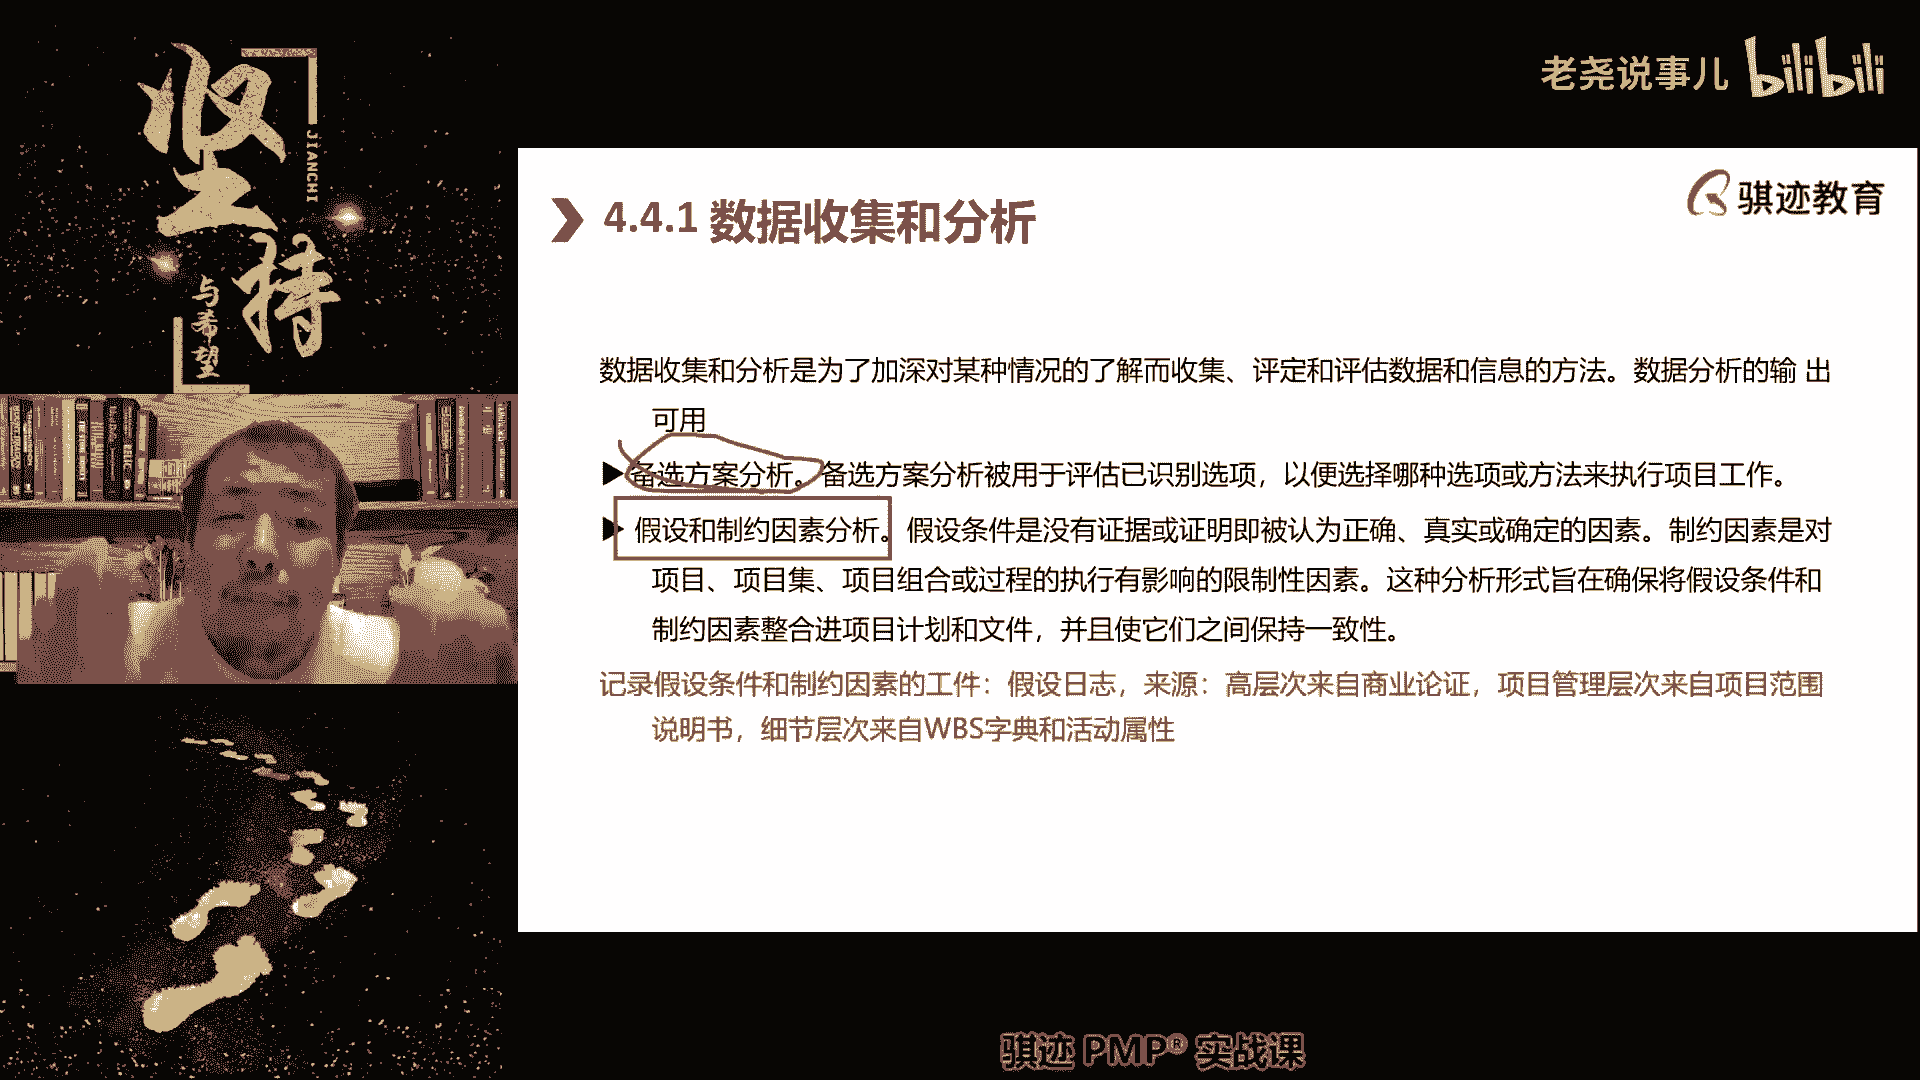 坚持
JIANCHI
与希望
老尧说事儿 bilibili
骐迹教育
4.4.1 数据收集和分析
数据收集和分析是为了加深对某种情况的了解而收集、评定和评估数据和信息的方法。数据分析的输 出
可用
备选方案分析。备选方案分析被用于评估已识别选项，以便选择哪种选项或方法来执行项目工作。
假设和制约因素分析。假设条件是没有证据或证明即被认为正确、真实或确定的因素。制约因素是对
项目、项目集、项目组合或过程的执行有影响的限制性因素。这种分析形式旨在确保将假设条件和
制约因素整合进项目计划和文件，并且使它们之间保持一致性。
记录假设条件和制约因素的工件：假设日志，来源：高层次来自商业论证，项目管理层次来自项目范围
说明书，细节层次来自WBS字典和活动属性
骐迹 PMP® 实战课